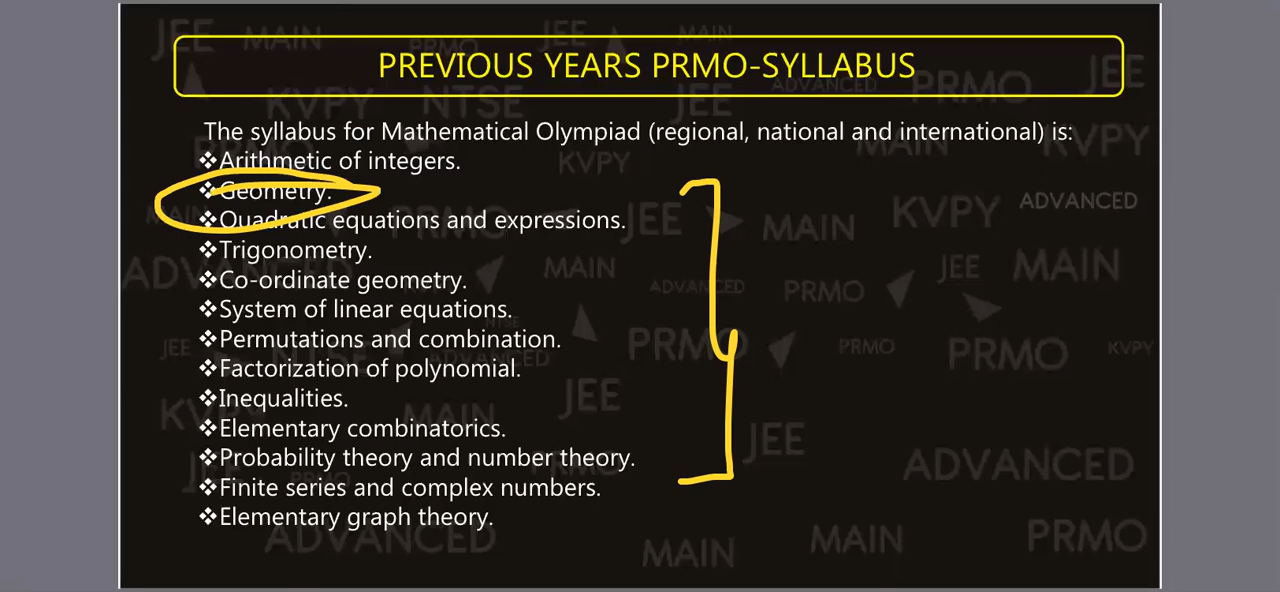 PREVIOUS YEARS PRMO-SYLLABUS
The syllabus for Mathematical Olympiad (regional, national and international) is:
❖Arithmetic of integers.
❖Geometry.
❖Quadratic equations and expressions.
❖Trigonometry.
❖Co-ordinate geometry.
❖System of linear equations.
❖Permutations and combination.
❖Factorization of polynomial.
❖Inequalities.
❖Elementary combinatorics.
❖Probability theory and number theory.
❖Finite series and complex numbers.
❖Elementary graph theory.